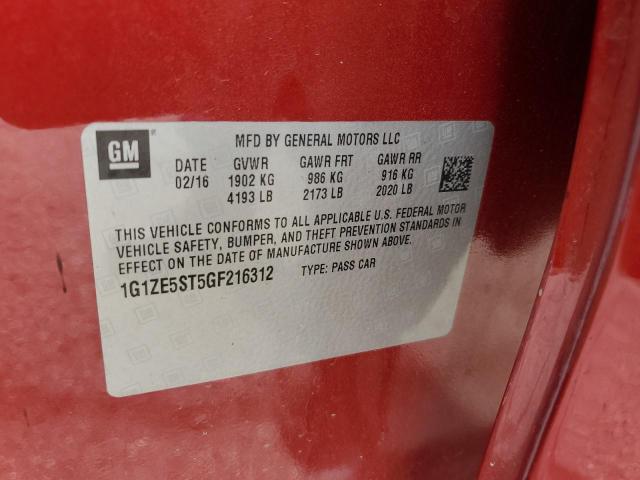 GM
MFD BY GENERAL MOTORS LLC
DATE GVWR GAWR FRT GAWR RR
02/16 1902 KG 986 KG 916 KG
4193 LB 2173 LB 2020 LB
THIS VEHICLE CONFORMS TO ALL APPLICABLE U.S. FEDERAL MOTOR
VEHICLE SAFETY, BUMPER, AND THEFT PREVENTION STANDARDS IN
EFFECT ON THE DATE OF MANUFACTURE SHOWN ABOVE.
1G1ZE5ST5GF216312 TYPE: PASS CAR